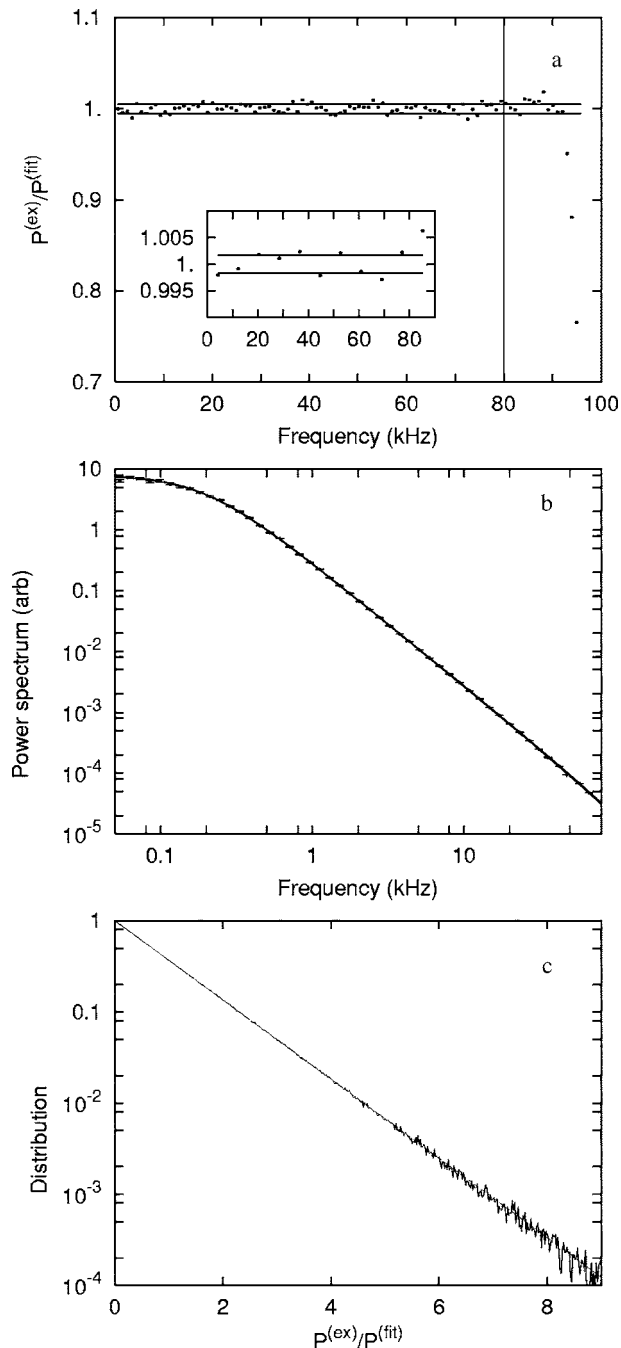 1.1
a
1.
P(ex)/P(fit)
0.9
1.005
1.
0.995
0 20 40 60 80
0.8
0.7
0 20 40 60 80 100
Frequency (kHz)
10
b
1
0.1
10-2
10-3
10-4
10-5
Power spectrum (arb)
0.1 1 10
Frequency (kHz)
1
c
0.1
10-2
10-3
10-4
Distribution
0 2 4 6 8
P(ex)/P(fit)